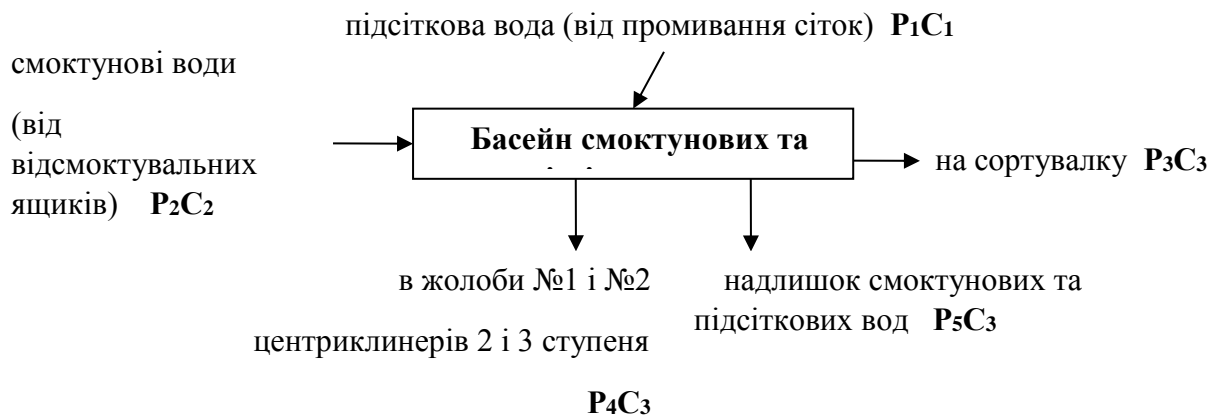 підсіткова вода (від промивання сіток) P₁C₁
смоктунові води
(від
відсмоктувальних
ящиків) P₂C₂
Басейн смоктунових та
на сортувалку P₃C₃
в жолоби №1 і №2
центриклинерів 2 і 3 ступеня
P₄C₃
надлишок смоктунових та
підсіткових вод P₅C₃